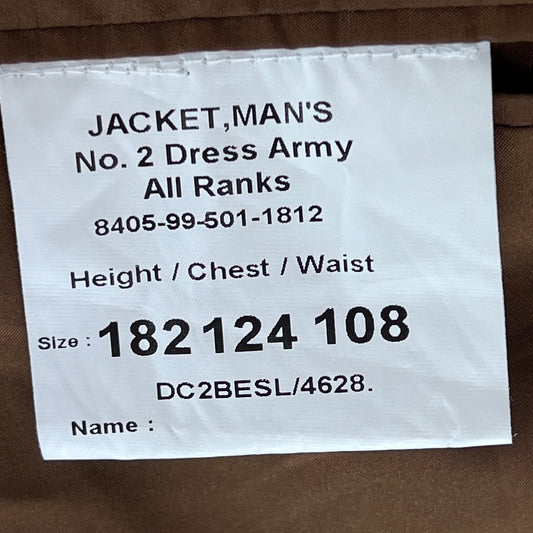 JACKET,MAN'S
No. 2 Dress Army
All Ranks
8405-99-501-1812
Height / Chest / Waist
Size : 182 124 108
DC2BESL/4628.
Name :